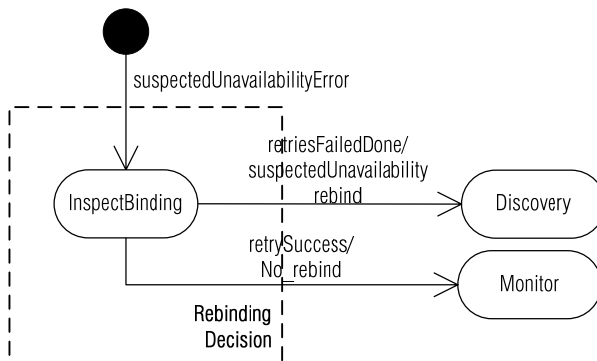 suspectedUnavailabilityError
retriesFailedDone/
suspectedUnavailability
rebind
InspectBinding
Discovery
retrySuccess/
No_rebind
Monitor
Rebinding
Decision